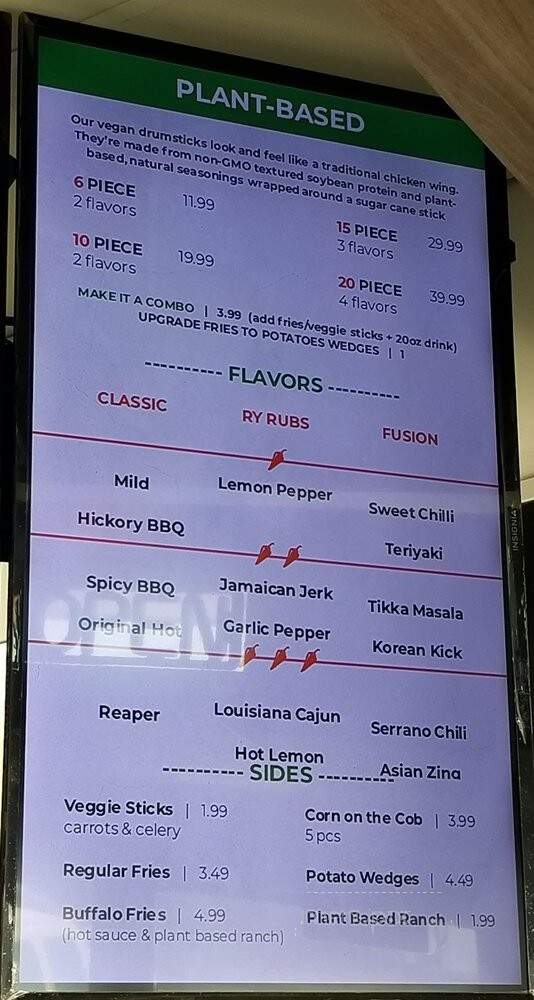 PLANT-BASED
Our vegan drumsticks look and feel like a traditional chicken wing.
They're made from non-GMO textured soybean protein and plant-
based, natural seasonings wrapped around a sugar cane stick
6 PIECE 11.99
2 flavors
15 PIECE 29.99
3 flavors
10 PIECE 19.99
2 flavors
20 PIECE 39.99
4 flavors
MAKE IT A COMBO | 3.99 (add fries/veggie sticks + 20oz drink)
UPGRADE FRIES TO POTATOES WEDGES | 1
---------- FLAVORS ----------
CLASSIC RY RUBS FUSION
Mild Lemon Pepper Sweet Chilli
Hickory BBQ Teriyaki
Spicy BBQ Jamaican Jerk Tikka Masala
Original Hot Garlic Pepper Korean Kick
OPEN
Reaper Louisiana Cajun Serrano Chili
Hot Lemon Asian Zing
---------- SIDES ----------
Veggie Sticks | 1.99
carrots & celery
Corn on the Cob | 3.99
5 pcs
Regular Fries | 3.49
Potato Wedges | 4.49
Buffalo Fries | 4.99
(hot sauce & plant based ranch)
Plant Based Ranch | 1.99
INSIGNIA